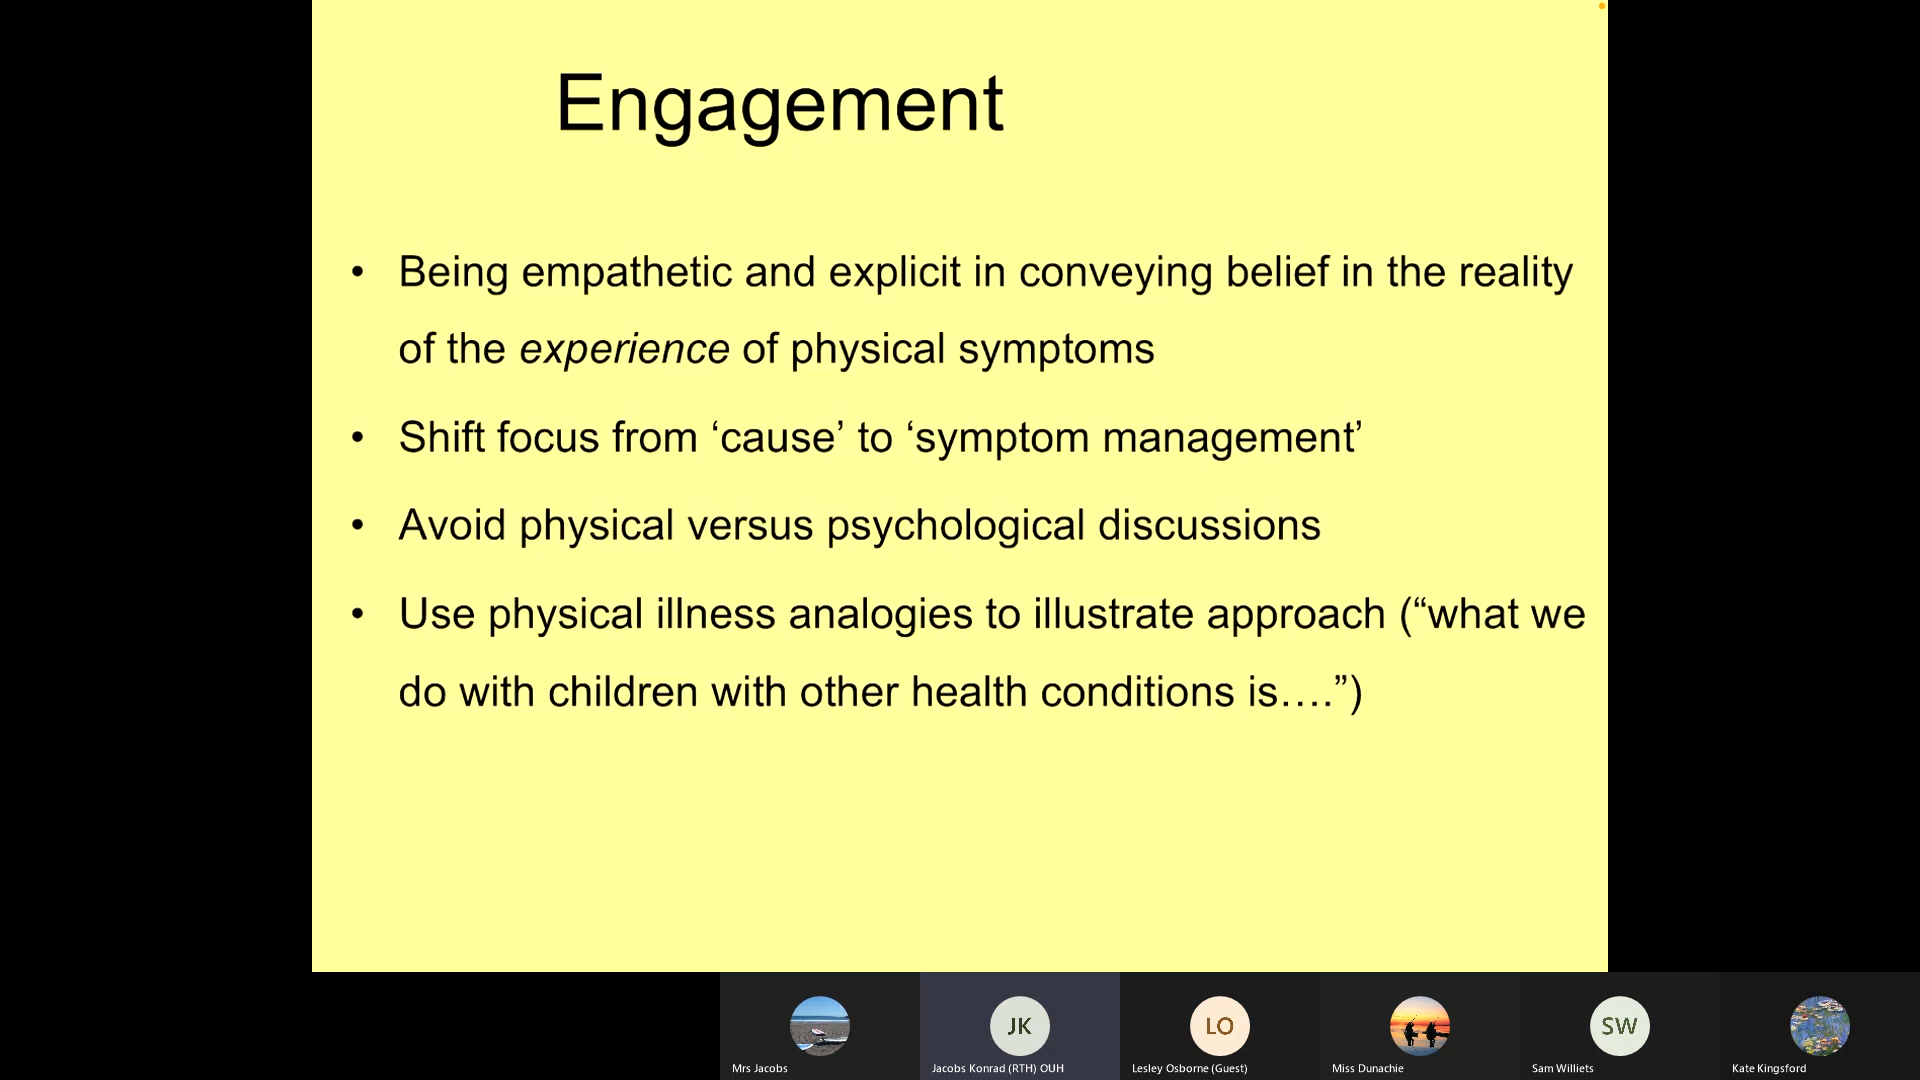 Engagement
• Being empathetic and explicit in conveying belief in the reality
of the experience of physical symptoms
• Shift focus from ‘cause’ to ‘symptom management’
• Avoid physical versus psychological discussions
• Use physical illness analogies to illustrate approach (“what we
do with children with other health conditions is….”)
JK
LO
SW
Mrs Jacobs
Jacobs Konrad (RTH) OUH
Lesley Osborne (Guest)
Miss Dunachie
Sam Williets
Kate Kingsford